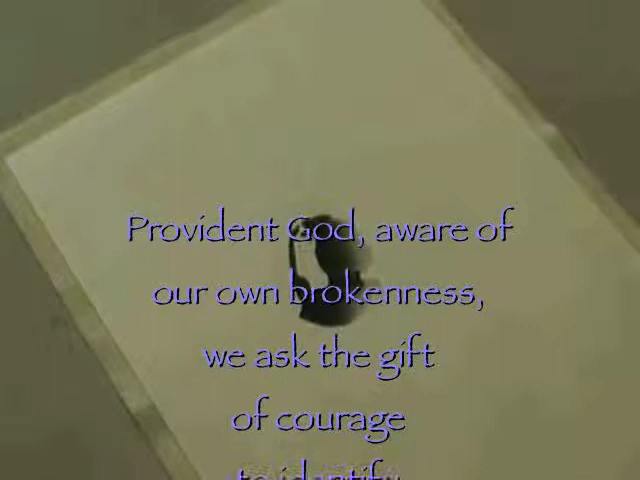 Provident God, aware of
our own brokenness,
we ask the gift
of courage
to identify